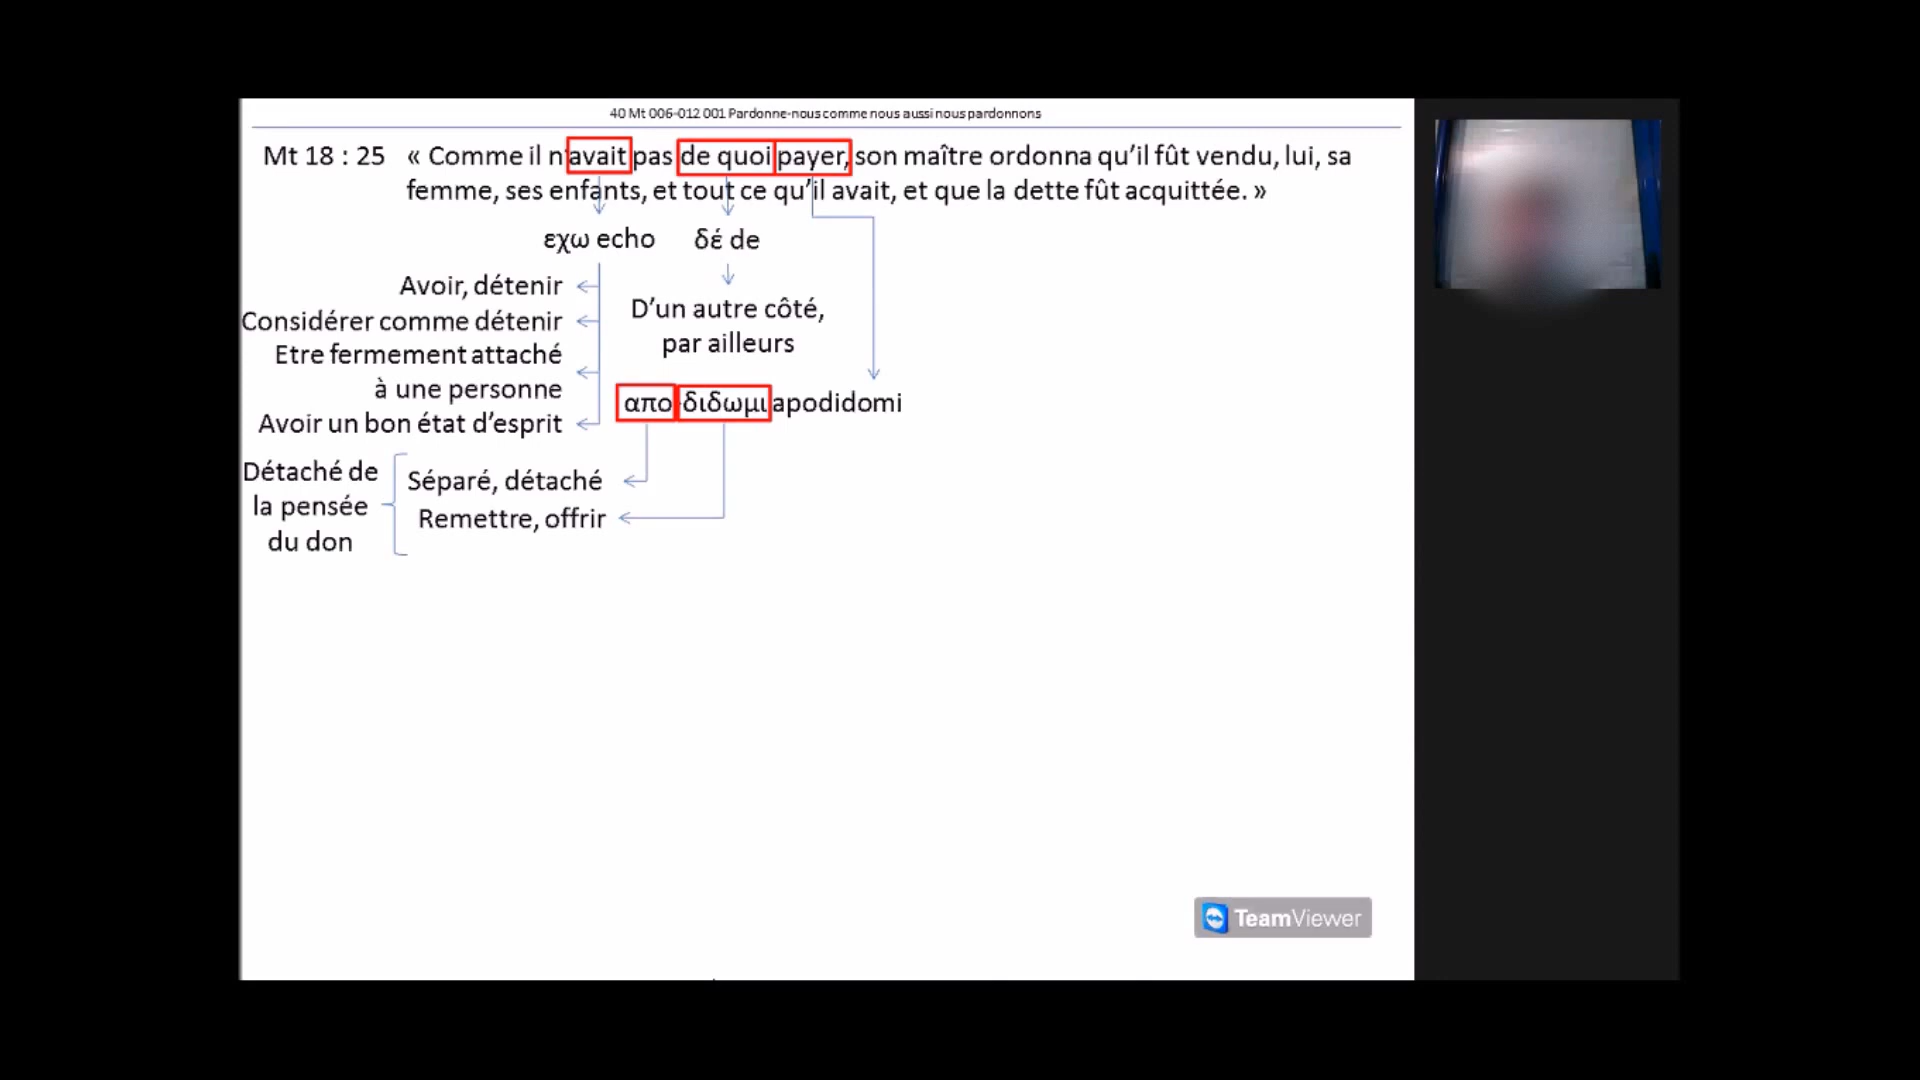 40 Mt 006-012 001 Pardonne-nous comme nous aussi nous pardonnons
Mt 18 : 25 « Comme il n'avait pas de quoi payer, son maître ordonna qu'il fût vendu, lui, sa
femme, ses enfants, et tout ce qu'il avait, et que la dette fût acquittée. »
εχω echo δέ de
Avoir, détenir
Considérer comme détenir
Etre fermement attaché
à une personne
Avoir un bon état d'esprit
D'un autre côté,
par ailleurs
απο διδωμι apodidomi
Détaché de
la pensée
du don
Séparé, détaché
Remettre, offrir
TeamViewer